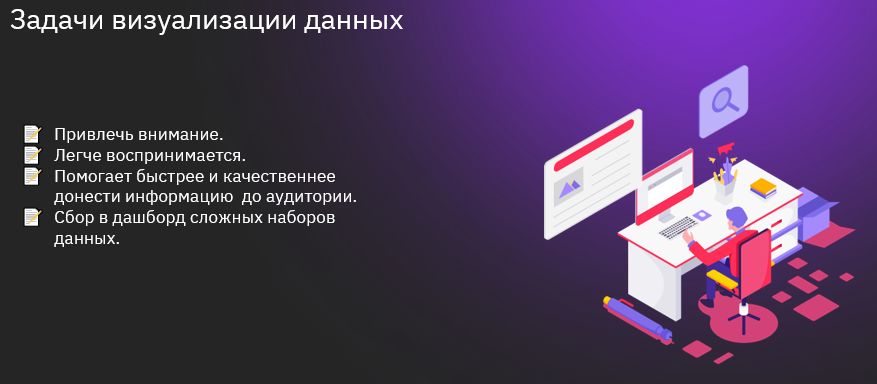 Задачи визуализации данных
Привлечь внимание.
Легче воспринимается.
Помогает быстрее и качественнее
донести информацию  до аудитории.
Сбор в дашборд сложных наборов
данных.